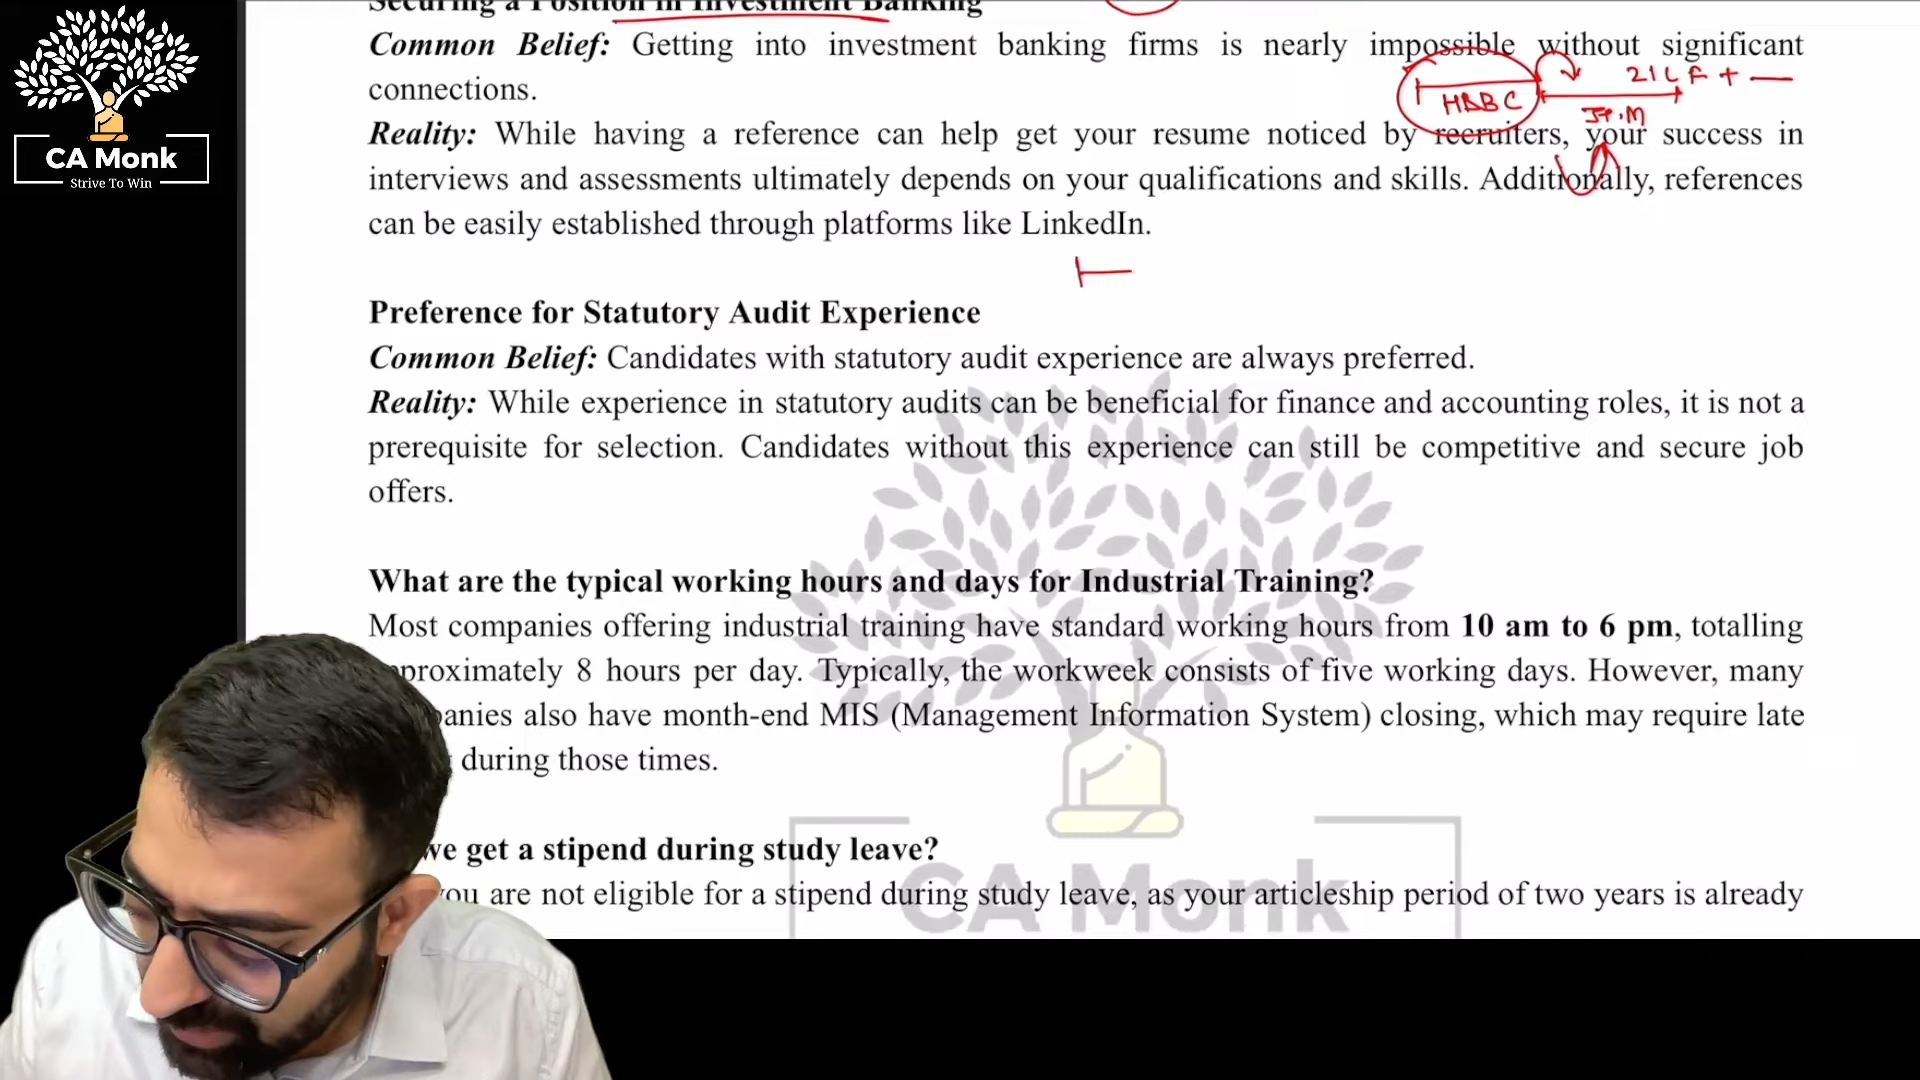 CA Monk
Strive To Win
Securing a Position in Investment Banking
Common Belief: Getting into investment banking firms is nearly impossible without significant
connections.
21 L F +
HSBC
J.P.M
Reality: While having a reference can help get your resume noticed by recruiters, your success in
interviews and assessments ultimately depends on your qualifications and skills. Additionally, references
can be easily established through platforms like LinkedIn.
Preference for Statutory Audit Experience
Common Belief: Candidates with statutory audit experience are always preferred.
Reality: While experience in statutory audits can be beneficial for finance and accounting roles, it is not a
prerequisite for selection. Candidates without this experience can still be competitive and secure job
offers.
What are the typical working hours and days for Industrial Training?
Most companies offering industrial training have standard working hours from 10 am to 6 pm, totalling
proximately 8 hours per day. Typically, the workweek consists of five working days. However, many
panies also have month-end MIS (Management Information System) closing, which may require late
during those times.
we get a stipend during study leave?
you are not eligible for a stipend during study leave, as your articleship period of two years is already
CA Monk